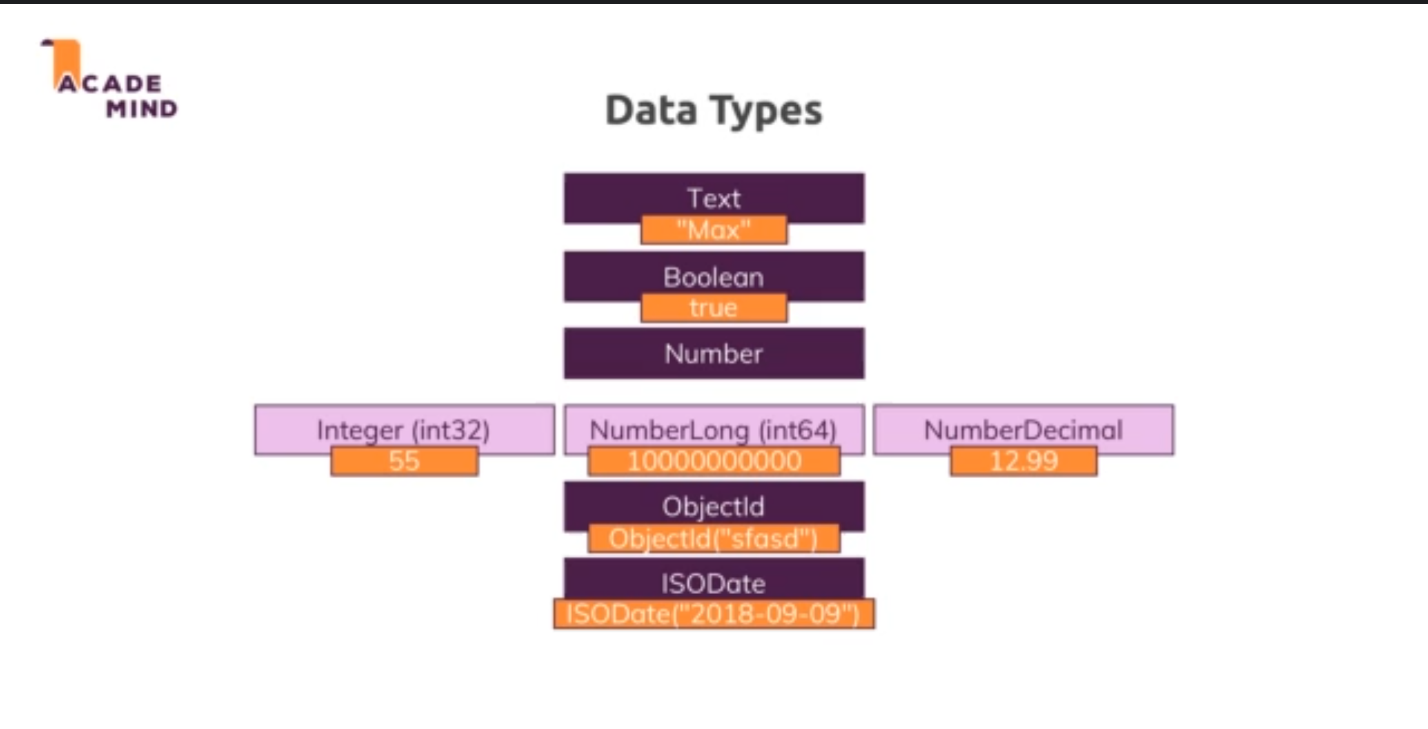 ACADE
MIND
Data Types
Text
"Max"
Boolean
true
Number
Integer (int32)
55
NumberLong (int64)
10000000000
NumberDecimal
12.99
ObjectId
ObjectId("sfasd")
ISODate
ISODate("2018-09-09")